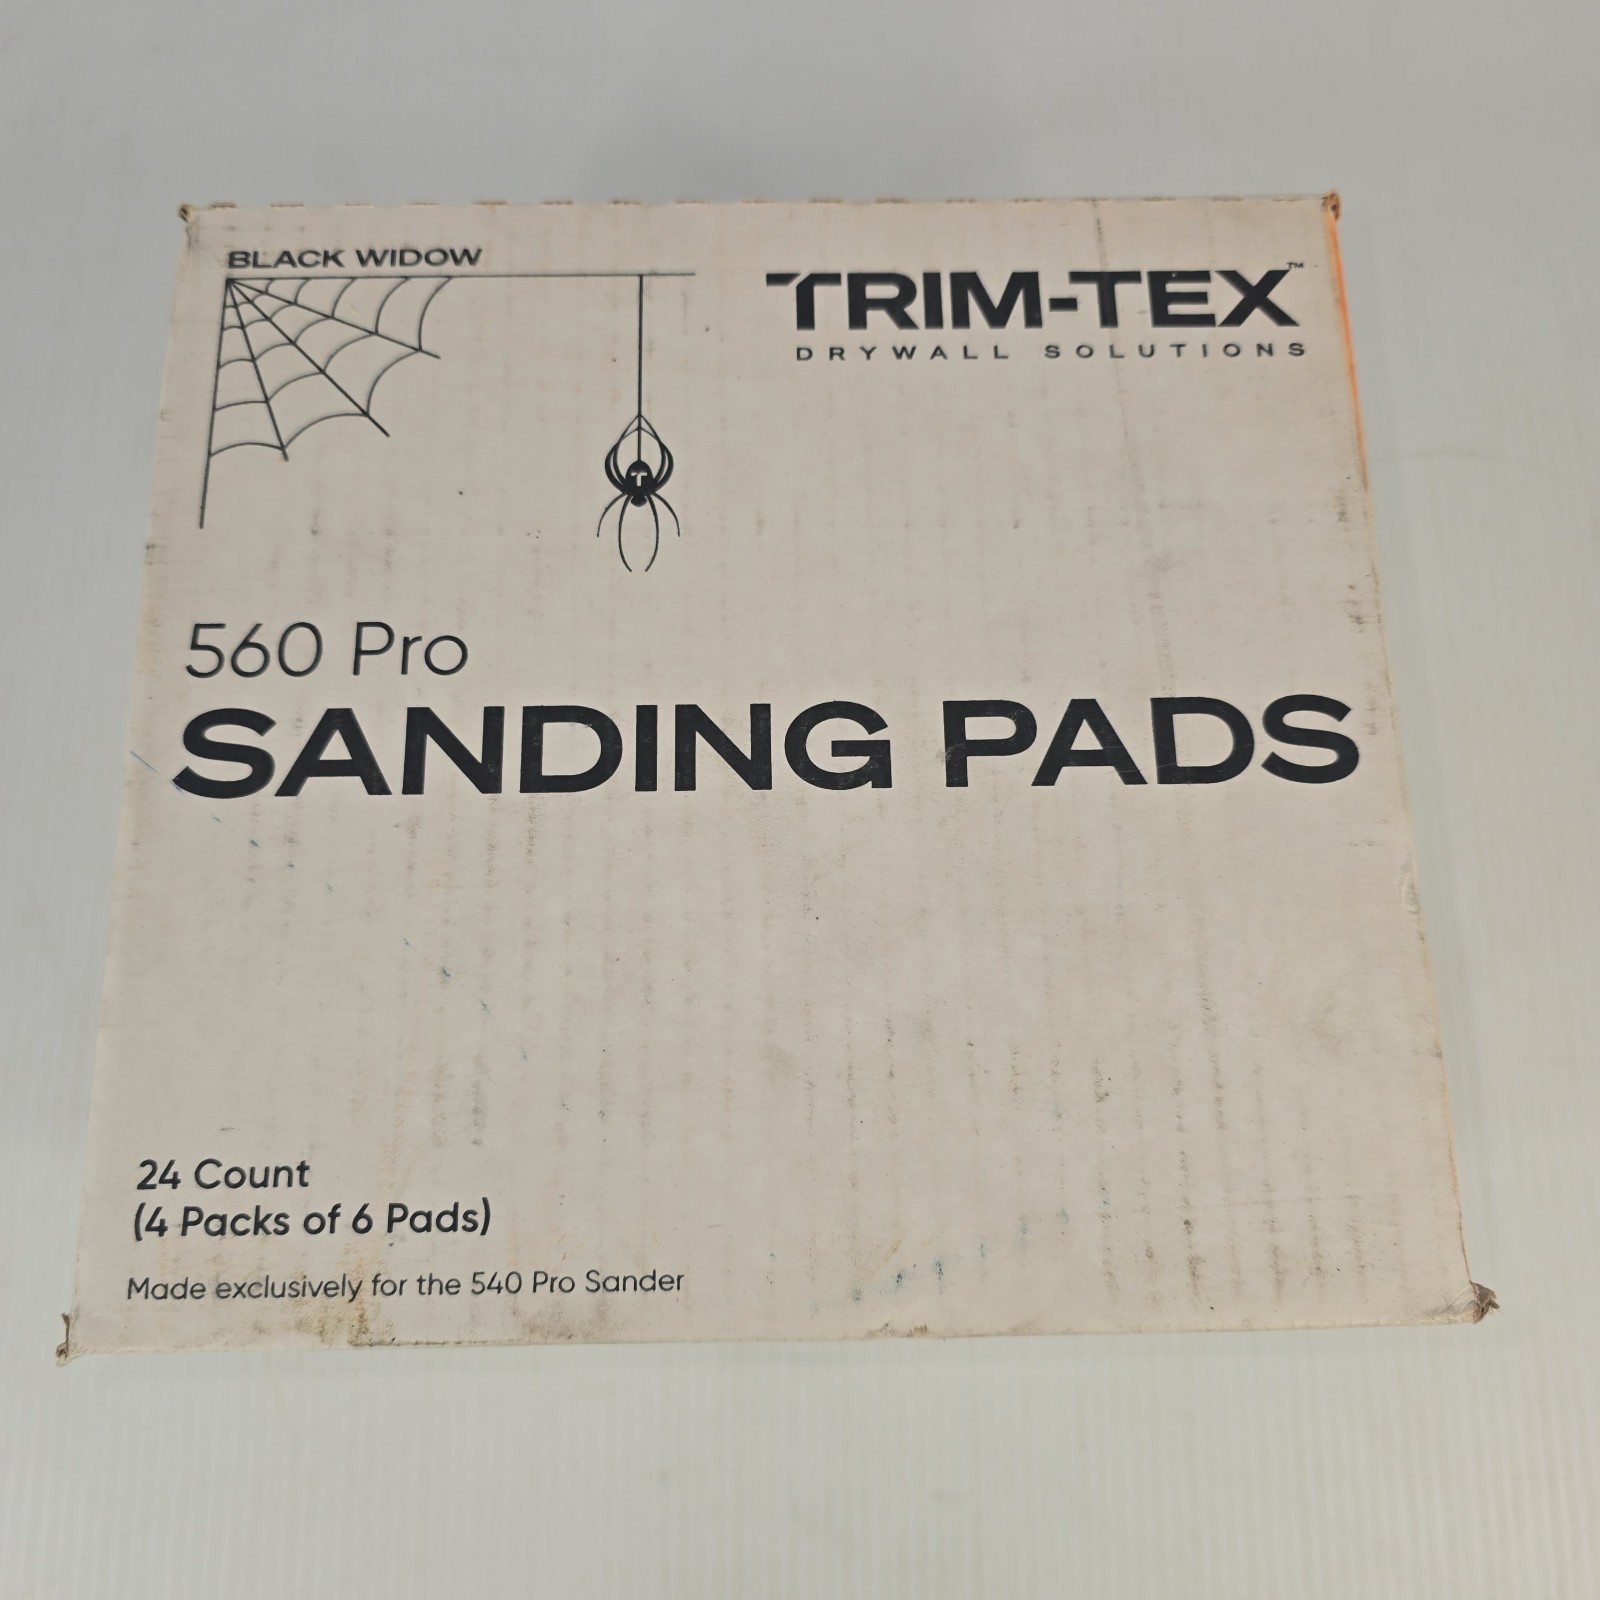 BLACK WIDOW
TRIM-TEX™
DRYWALL SOLUTIONS
560 Pro
SANDING PADS
24 Count
(4 Packs of 6 Pads)
Made exclusively for the 540 Pro Sander